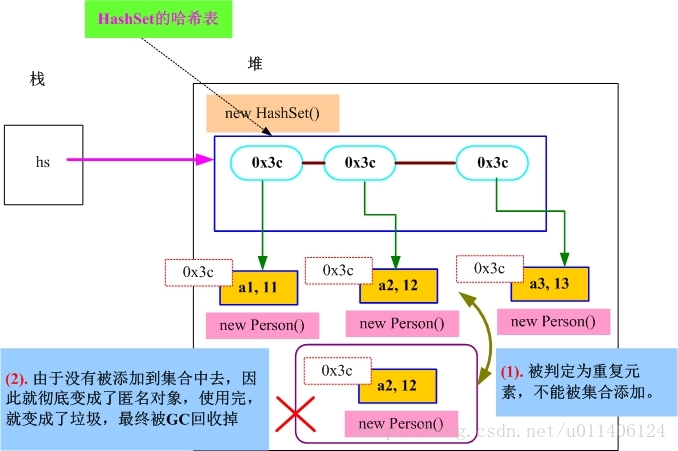 HashSet的哈希表
栈
堆
new HashSet()
hs
0x3c
0x3c
0x3c
0x3c
a1, 11
new Person()
0x3c
a2, 12
new Person()
0x3c
a3, 13
new Person()
(2). 由于没有被添加到集合中去，因
此就彻底变成了匿名对象，使用完，
就变成了垃圾，最终被GC回收掉
0x3c
a2, 12
new Person()
(1). 被判定为重复元
素，不能被集合添加。
g.csdn.net/u011406124